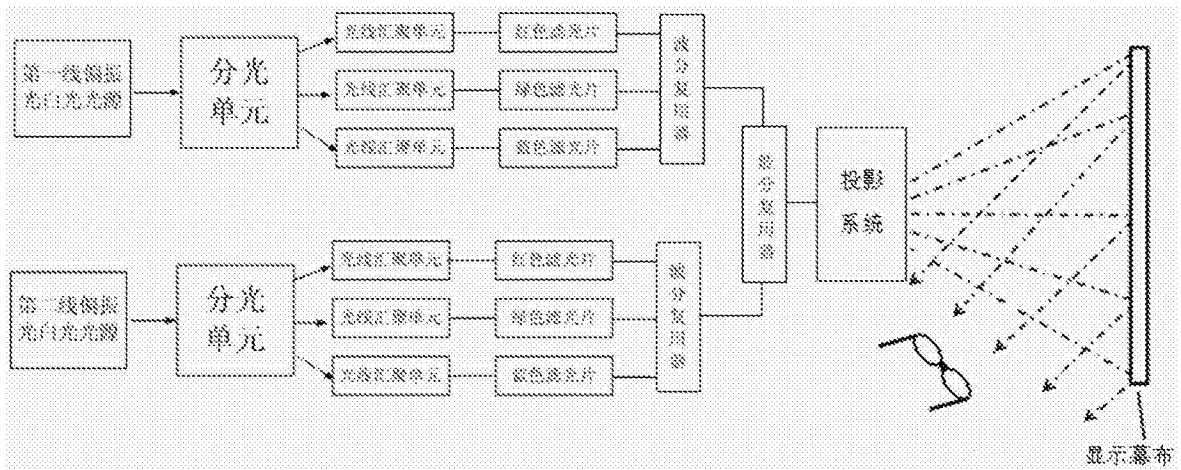 第一线偏振
光白光光源
分光
单元
光线汇聚单元
光线汇聚单元
光线汇聚单元
红色滤光片
绿色滤光片
蓝色滤光片
波分复用器
波分复用器
投影
系统
第二线偏振
光白光光源
分光
单元
光线汇聚单元
光线汇聚单元
光线汇聚单元
红色滤光片
绿色滤光片
蓝色滤光片
波分复用器
显示幕布